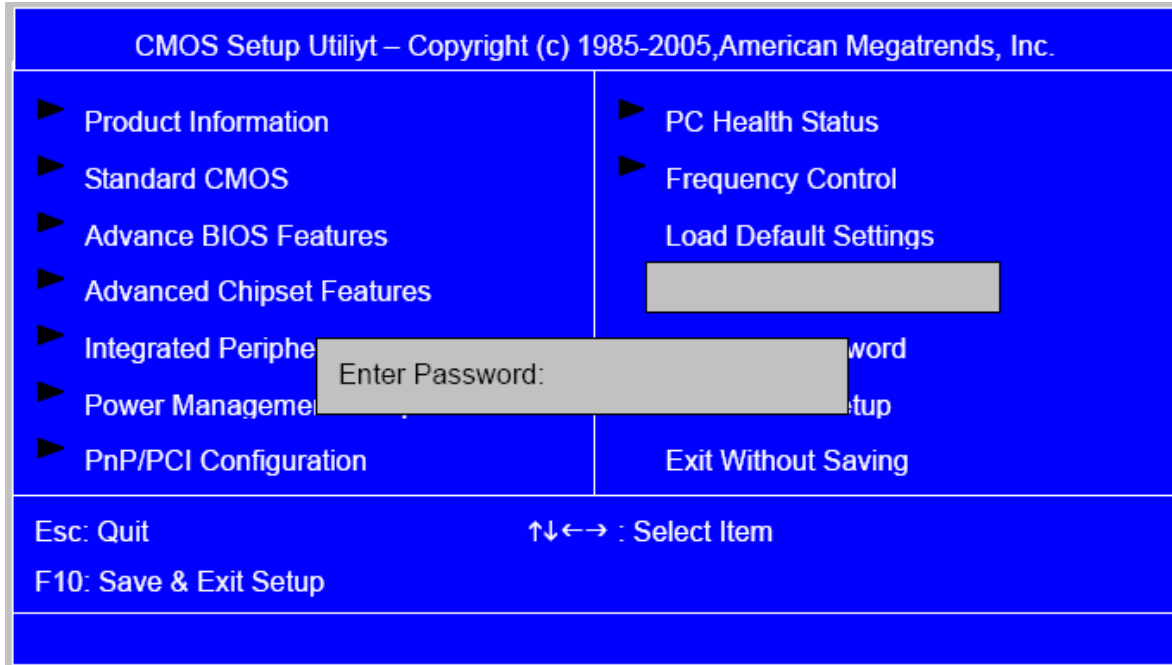 CMOS Setup Utiliyt – Copyright (c) 1985-2005,American Megatrends, Inc.
Product Information
Standard CMOS
Advance BIOS Features
Advanced Chipset Features
Integrated Periphe
Power Manageme
PnP/PCI Configuration
PC Health Status
Frequency Control
Load Default Settings
word
tup
Exit Without Saving
Enter Password:
Esc: Quit
↑↓←→ : Select Item
F10: Save & Exit Setup